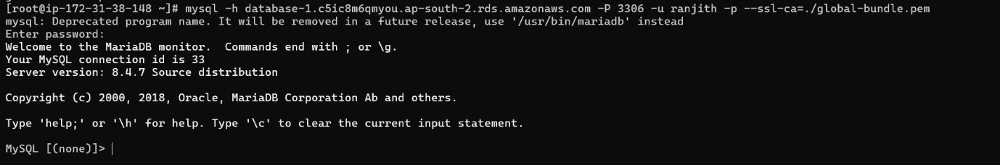 [root@ip-172-31-38-148 ~]# mysql -h database-1.c5ic8m6qmyou.ap-south-2.rds.amazonaws.com -P 3306 -u ranjith -p --ssl-ca=./global-bundle.pem
mysql: Deprecated program name. It will be removed in a future release, use '/usr/bin/mariadb' instead
Enter password:
Welcome to the MariaDB monitor.  Commands end with ; or \g.
Your MySQL connection id is 33
Server version: 8.4.7 Source distribution
Copyright (c) 2000, 2018, Oracle, MariaDB Corporation Ab and others.
Type 'help;' or '\h' for help. Type '\c' to clear the current input statement.
MySQL [(none)]>